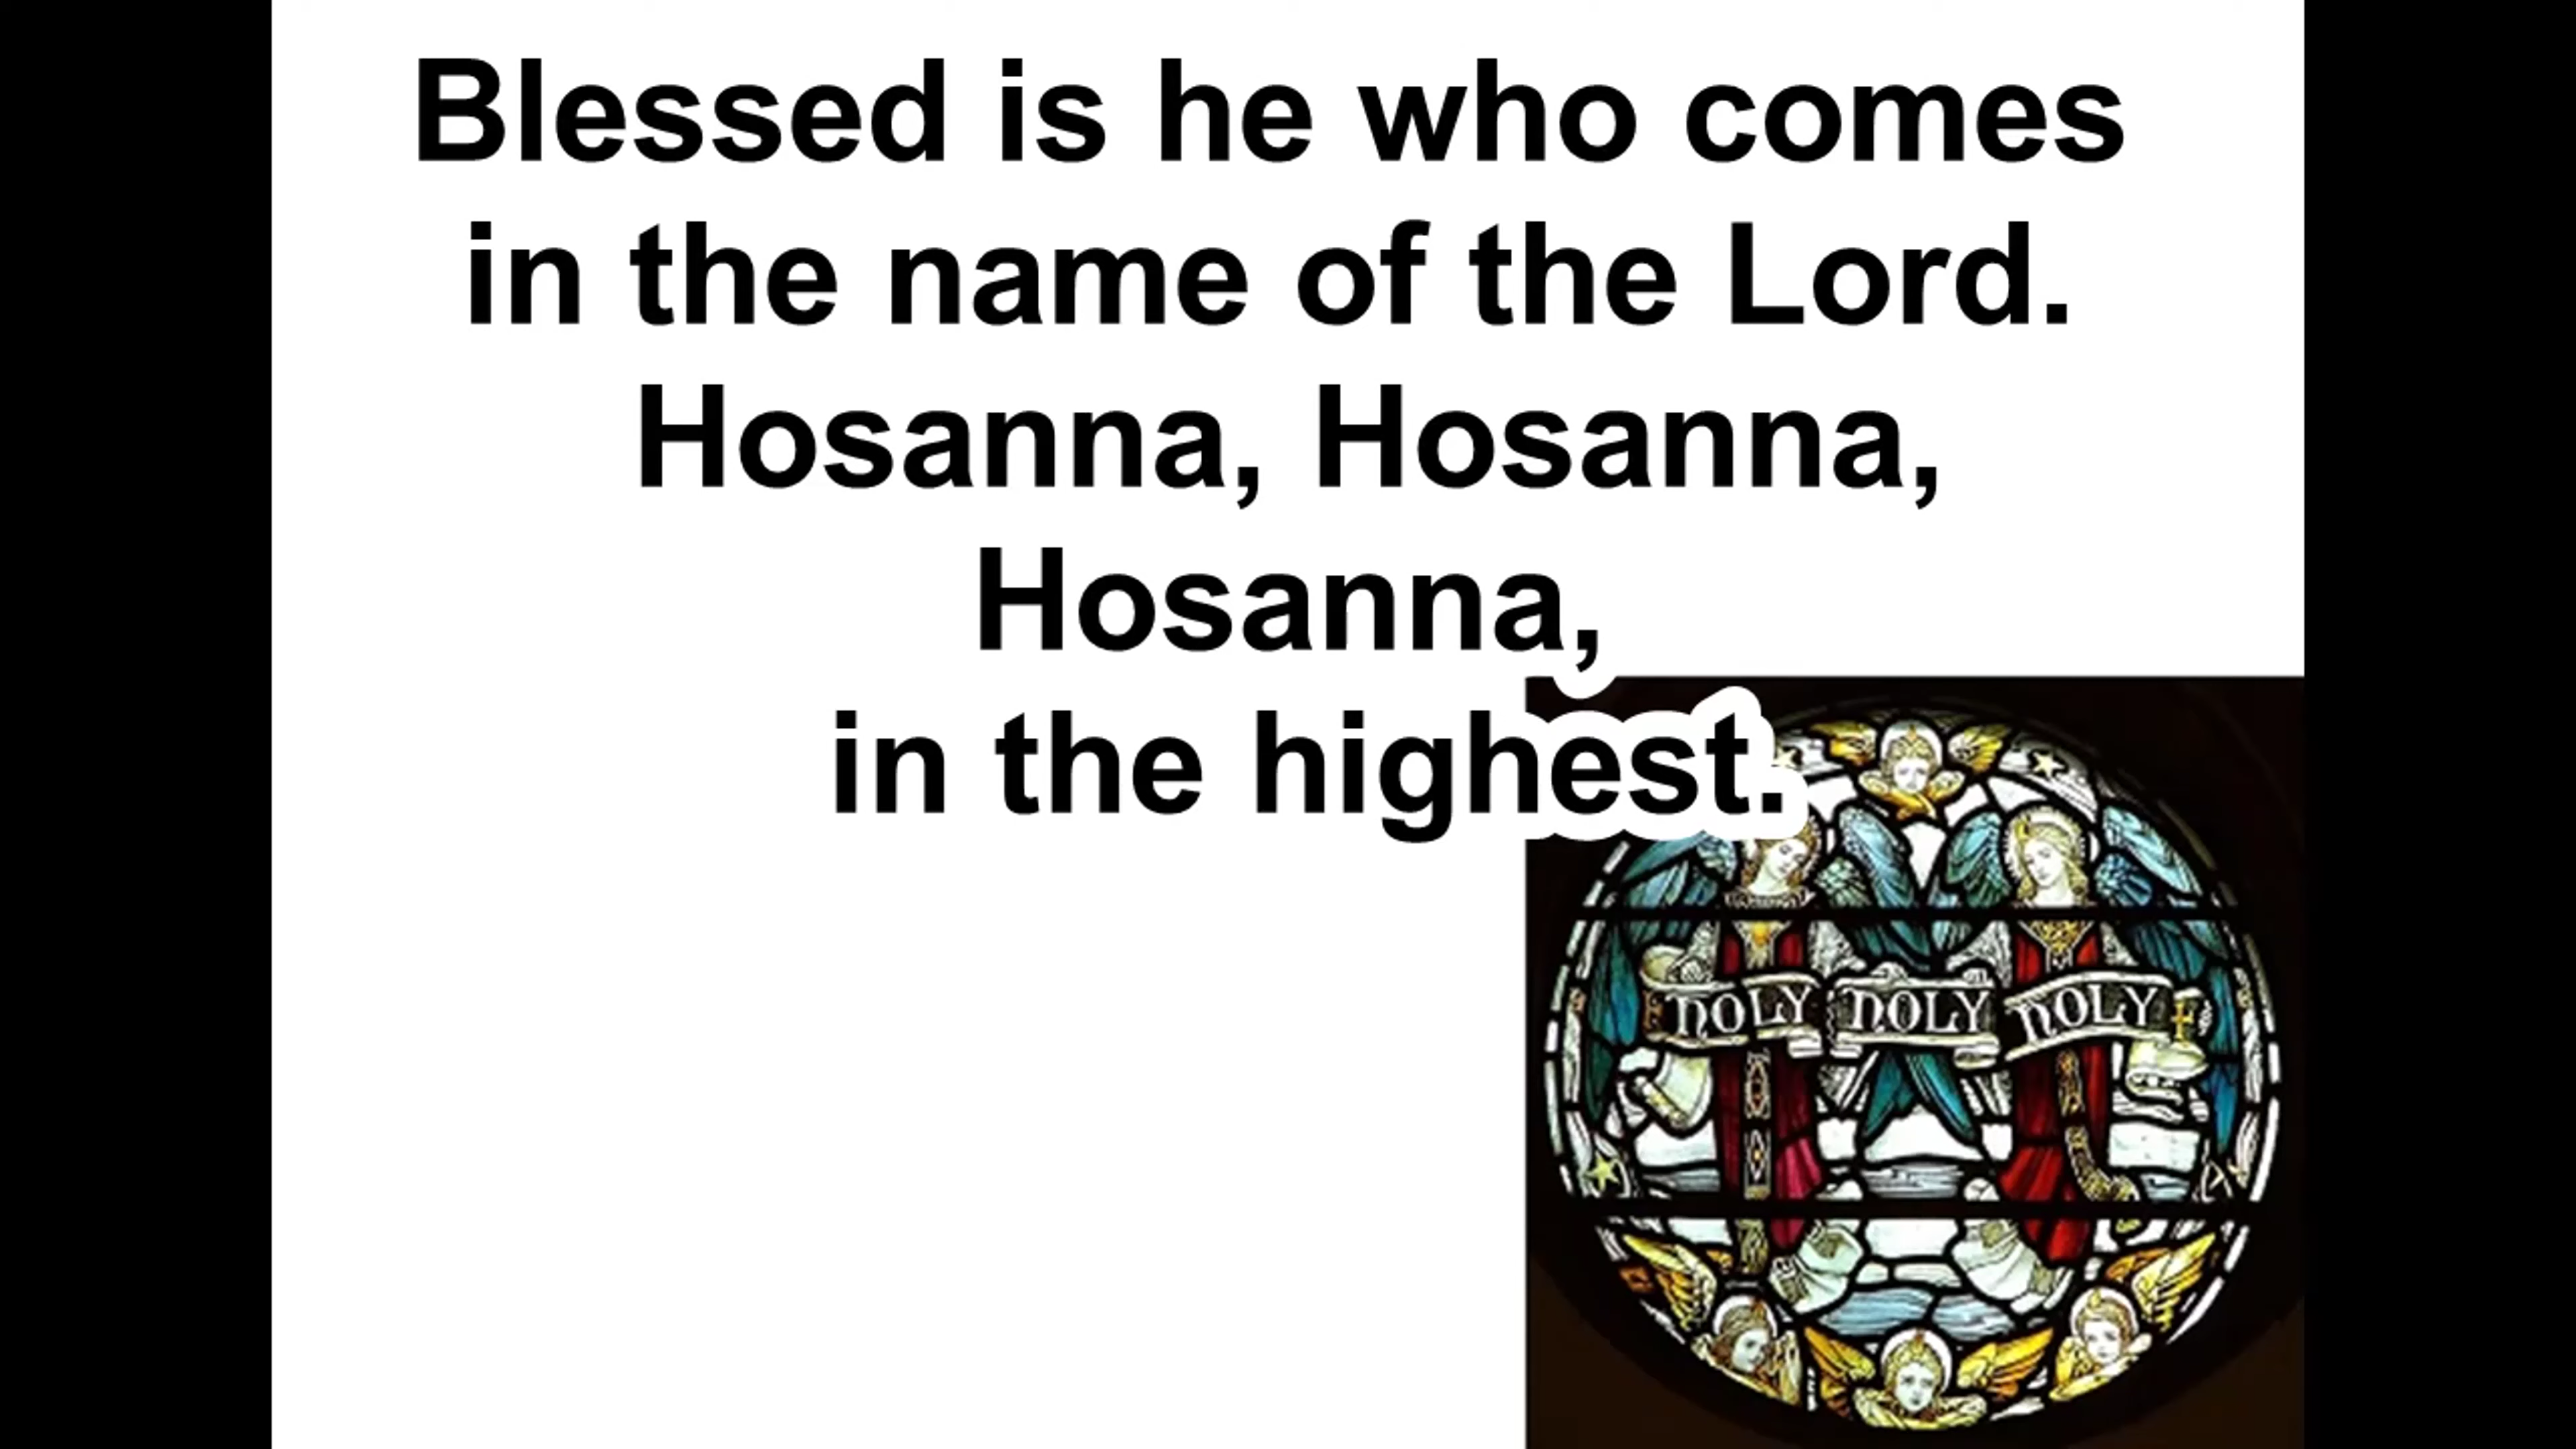 Blessed is he who comes
in the name of the Lord.
Hosanna, Hosanna,
Hosanna,
in the highest.
HOLY HOLY HOLY